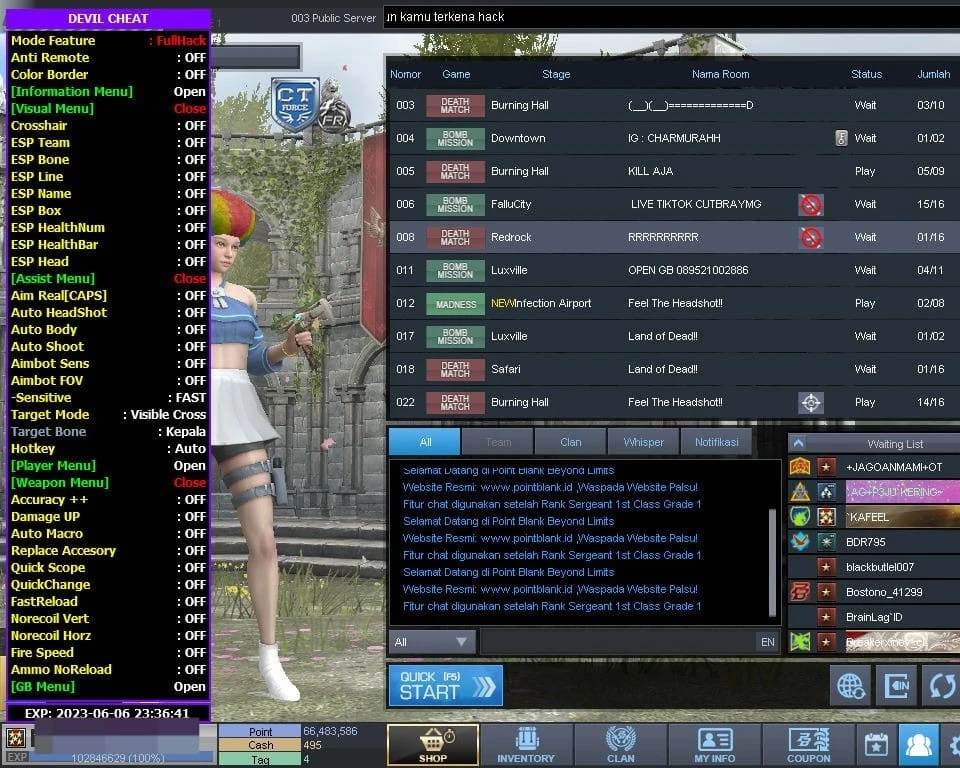 DEVIL CHEAT
Mode Feature : FullHack
Anti Remote : OFF
Color Border : OFF
[Information Menu] Open
[Visual Menu] Close
Crosshair : OFF
ESP Team : OFF
ESP Bone : OFF
ESP Line : OFF
ESP Name : OFF
ESP Box : OFF
ESP HealthNum : OFF
ESP HealthBar : OFF
ESP Head : OFF
[Assist Menu] Close
Aim Real[CAPS] : OFF
Auto HeadShot : OFF
Auto Body : OFF
Auto Shoot : OFF
Aimbot Sens : OFF
Aimbot FOV : OFF
-Sensitive : FAST
Target Mode : Visible Cross
Target Bone : Kepala
Hotkey : Auto
[Player Menu] Open
[Weapon Menu] Close
Accuracy ++ : OFF
Damage UP : OFF
Auto Macro : OFF
Replace Accesory : OFF
Quick Scope : OFF
QuickChange : OFF
FastReload : OFF
Norecoil Vert : OFF
Norecoil Horz : OFF
Fire Speed : OFF
Ammo NoReload : OFF
[GB Menu] Open
EXP: 2023-06-06 23:36:41
003 Public Server
un kamu terkena hack
CT
FORCE
FR
Nomor Game Stage Nama Room Status Jumlah
003 DEATH MATCH Burning Hall (__)(__)=============D Wait 03/10
004 BOMB MISSION Downtown IG : CHARMURAHH Wait 01/02
005 DEATH MATCH Burning Hall KILL AJA Play 05/09
006 BOMB MISSION FalluCity LIVE TIKTOK CUTBRAYMG Wait 15/16
008 DEATH MATCH Redrock RRRRRRRRRR Wait 01/16
011 BOMB MISSION Luxville OPEN GB 089521002886 Wait 04/11
012 MADNESS NEW!Infection Airport Feel The Headshot!! Play 02/08
017 BOMB MISSION Luxville Land of Dead!! Wait 01/02
018 DEATH MATCH Safari Land of Dead!! Wait 01/16
022 DEATH MATCH Burning Hall Feel The Headshot!! Play 14/16
All Team Clan Whisper Notifikasi
Selamat Datang di Point Blank Beyond Limits
Website Resmi: www.pointblank.id ,Waspada Website Palsu!
Fitur chat digunakan setelah Rank Sergeant 1st Class Grade 1
Selamat Datang di Point Blank Beyond Limits
Website Resmi: www.pointblank.id ,Waspada Website Palsu!
Fitur chat digunakan setelah Rank Sergeant 1st Class Grade 1
Selamat Datang di Point Blank Beyond Limits
Website Resmi: www.pointblank.id ,Waspada Website Palsu!
Fitur chat digunakan setelah Rank Sergeant 1st Class Grade 1
All
EN
Waiting List
+JAGOANMAMI+OT
`KAFEEL
BDR795
blackbutlel007
Bostono_41299
BrainLag`ID
QUICK [F5]
START
IN
EXP
102846629 (100%)
Point 66,483,586
Cash 495
Tag 4
SHOP
INVENTORY
CLAN
MY INFO
COUPON